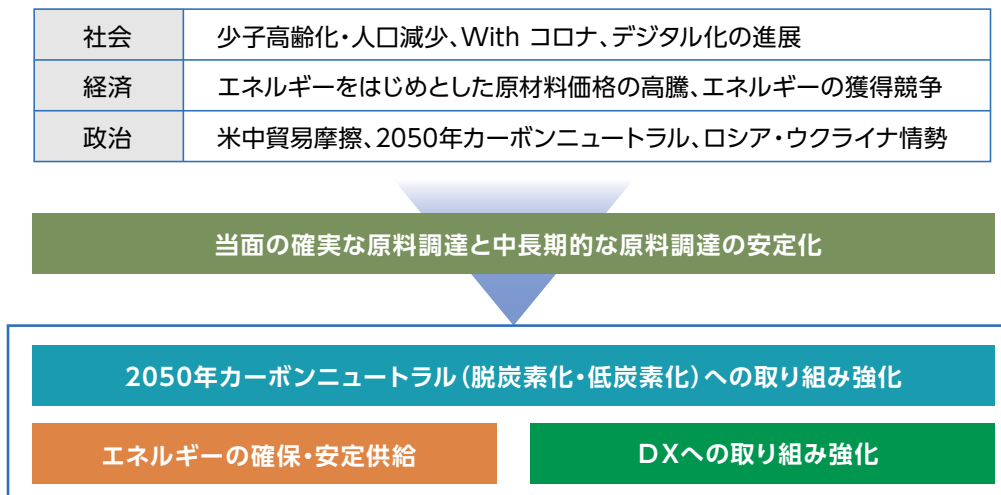 社会 少子高齢化・人口減少、With コロナ、デジタル化の進展
経済 エネルギーをはじめとした原材料価格の高騰、エネルギーの獲得競争
政治 米中貿易摩擦、2050年カーボンニュートラル、ロシア・ウクライナ情勢
当面の確実な原料調達と中長期的な原料調達の安定化
2050年カーボンニュートラル（脱炭素化・低炭素化）への取り組み強化
エネルギーの確保・安定供給
DXへの取り組み強化